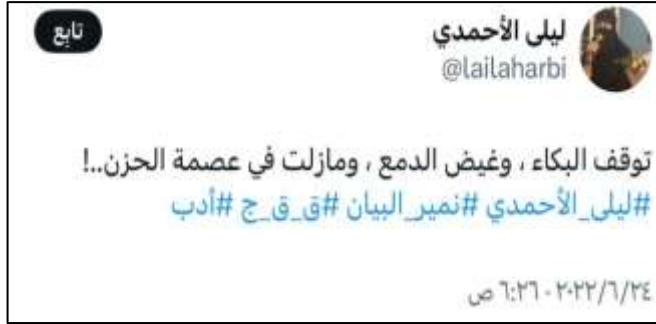 ليلى الأحمدي
تابع
@lailaharbi
توقف البكاء ، وغيض الدمع ، ومازلت في عصمة الحزن..!
#ليلى_الأحمدي #نمير_البيان #ق_ق_ج #أدب
٢٠٢٢/٦/٢٤ - ٦:٢٦ ص